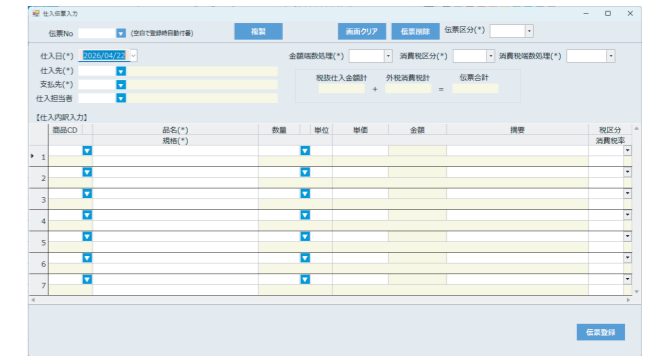 仕入伝票入力
伝票No (空白で登録時自動付番) 複製 画面クリア 伝票削除 伝票区分(*)
仕入日(*) 2026/04/22 金額端数処理(*) 消費税区分(*) 消費税端数処理(*)
仕入先(*)
支払先(*) 税抜仕入金額計 外税消費税計 伝票合計
+ =
仕入担当者
【仕入内訳入力】
商品CD 品名(*) 数量 単位 単価 金額 摘要 税区分
規格(*) 消費税率
1
2
3
4
5
6
7
伝票登録